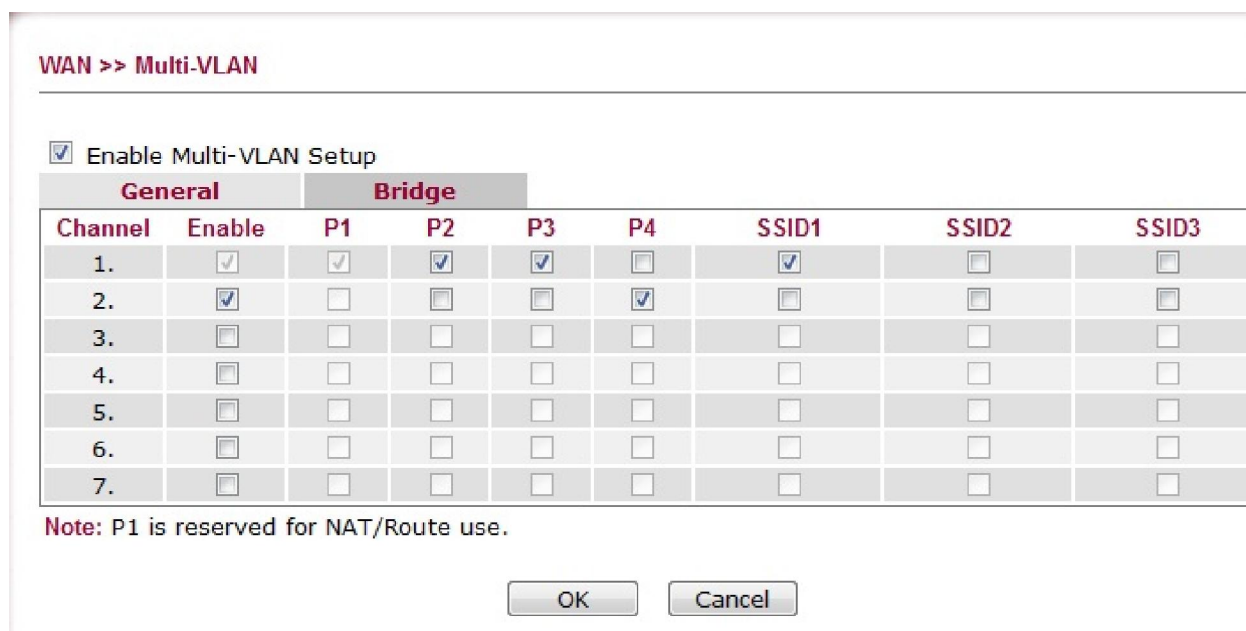 WAN >> Multi-VLAN
Enable Multi-VLAN Setup
General Bridge
Channel Enable P1 P2 P3 P4 SSID1 SSID2 SSID3
1.
2.
3.
4.
5.
6.
7.
Note: P1 is reserved for NAT/Route use.
OK Cancel